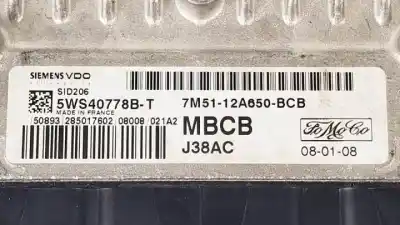 SIEMENS VDO
SID206
5WS40778B-T
MADE IN FRANCE
50893 285017602 08008 021A2
7M51-12A650-BCB
MBCB
J38AC
FoMoCo
08-01-08